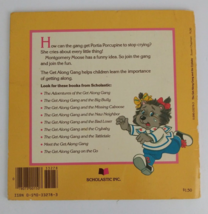 How can the gang get Portia Porcupine to stop crying?
She cries about every little thing!
Montgomery Moose has a funny idea. So join the gang
and join the fun.
The Get Along Gang helps children learn the importance
of getting along.
Look for these books from Scholastic:
• The Adventures of the Get Along Gang
• The Get Along Gang and the Big Bully
• The Get Along Gang and the Missing Caboose
• The Get Along Gang and the New Neighbor
• The Get Along Gang and the Bad Loser
• The Get Along Gang and the Crybaby
• The Get Along Gang and the Tattletale
• Meet the Get Along Gang
• The Get Along Gang on the Go
SCHOLASTIC INC.